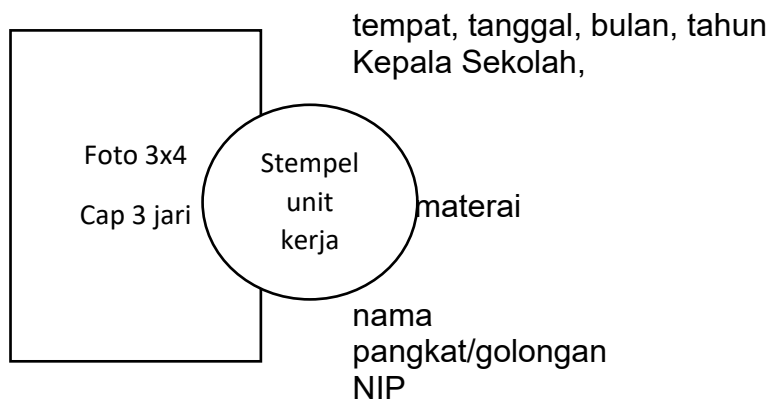 tempat, tanggal, bulan, tahun
Kepala Sekolah,
Foto 3x4
Cap 3 jari
Stempel
unit
kerja
materai
nama
pangkat/golongan
NIP